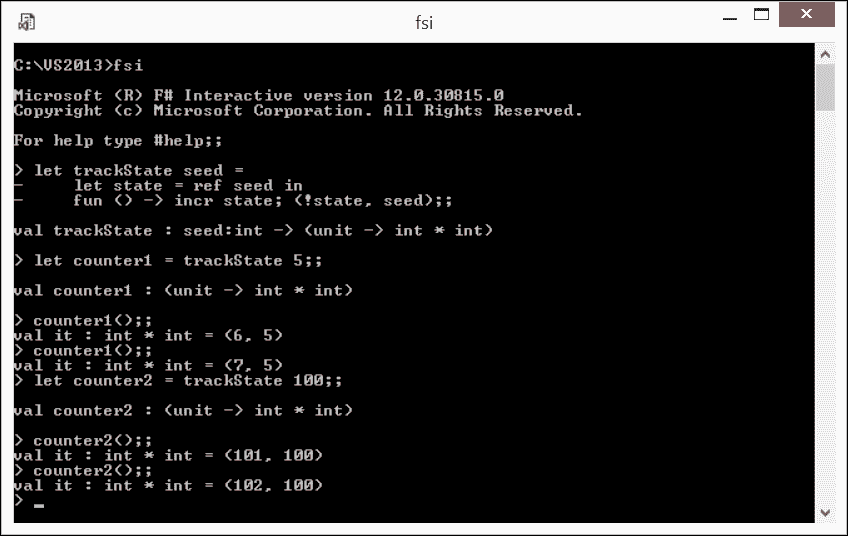 fsi
C:\VS2013>fsi
Microsoft (R) F# Interactive version 12.0.30815.0
Copyright (c) Microsoft Corporation. All Rights Reserved.
For help type #help;;
> let trackState seed =
-     let state = ref seed in
-     fun () -> incr state; (!state, seed);;
val trackState : seed:int -> (unit -> int * int)
> let counter1 = trackState 5;;
val counter1 : (unit -> int * int)
> counter1();;
val it : int * int = (6, 5)
> counter1();;
val it : int * int = (7, 5)
> let counter2 = trackState 100;;
val counter2 : (unit -> int * int)
> counter2();;
val it : int * int = (101, 100)
> counter2();;
val it : int * int = (102, 100)
> _